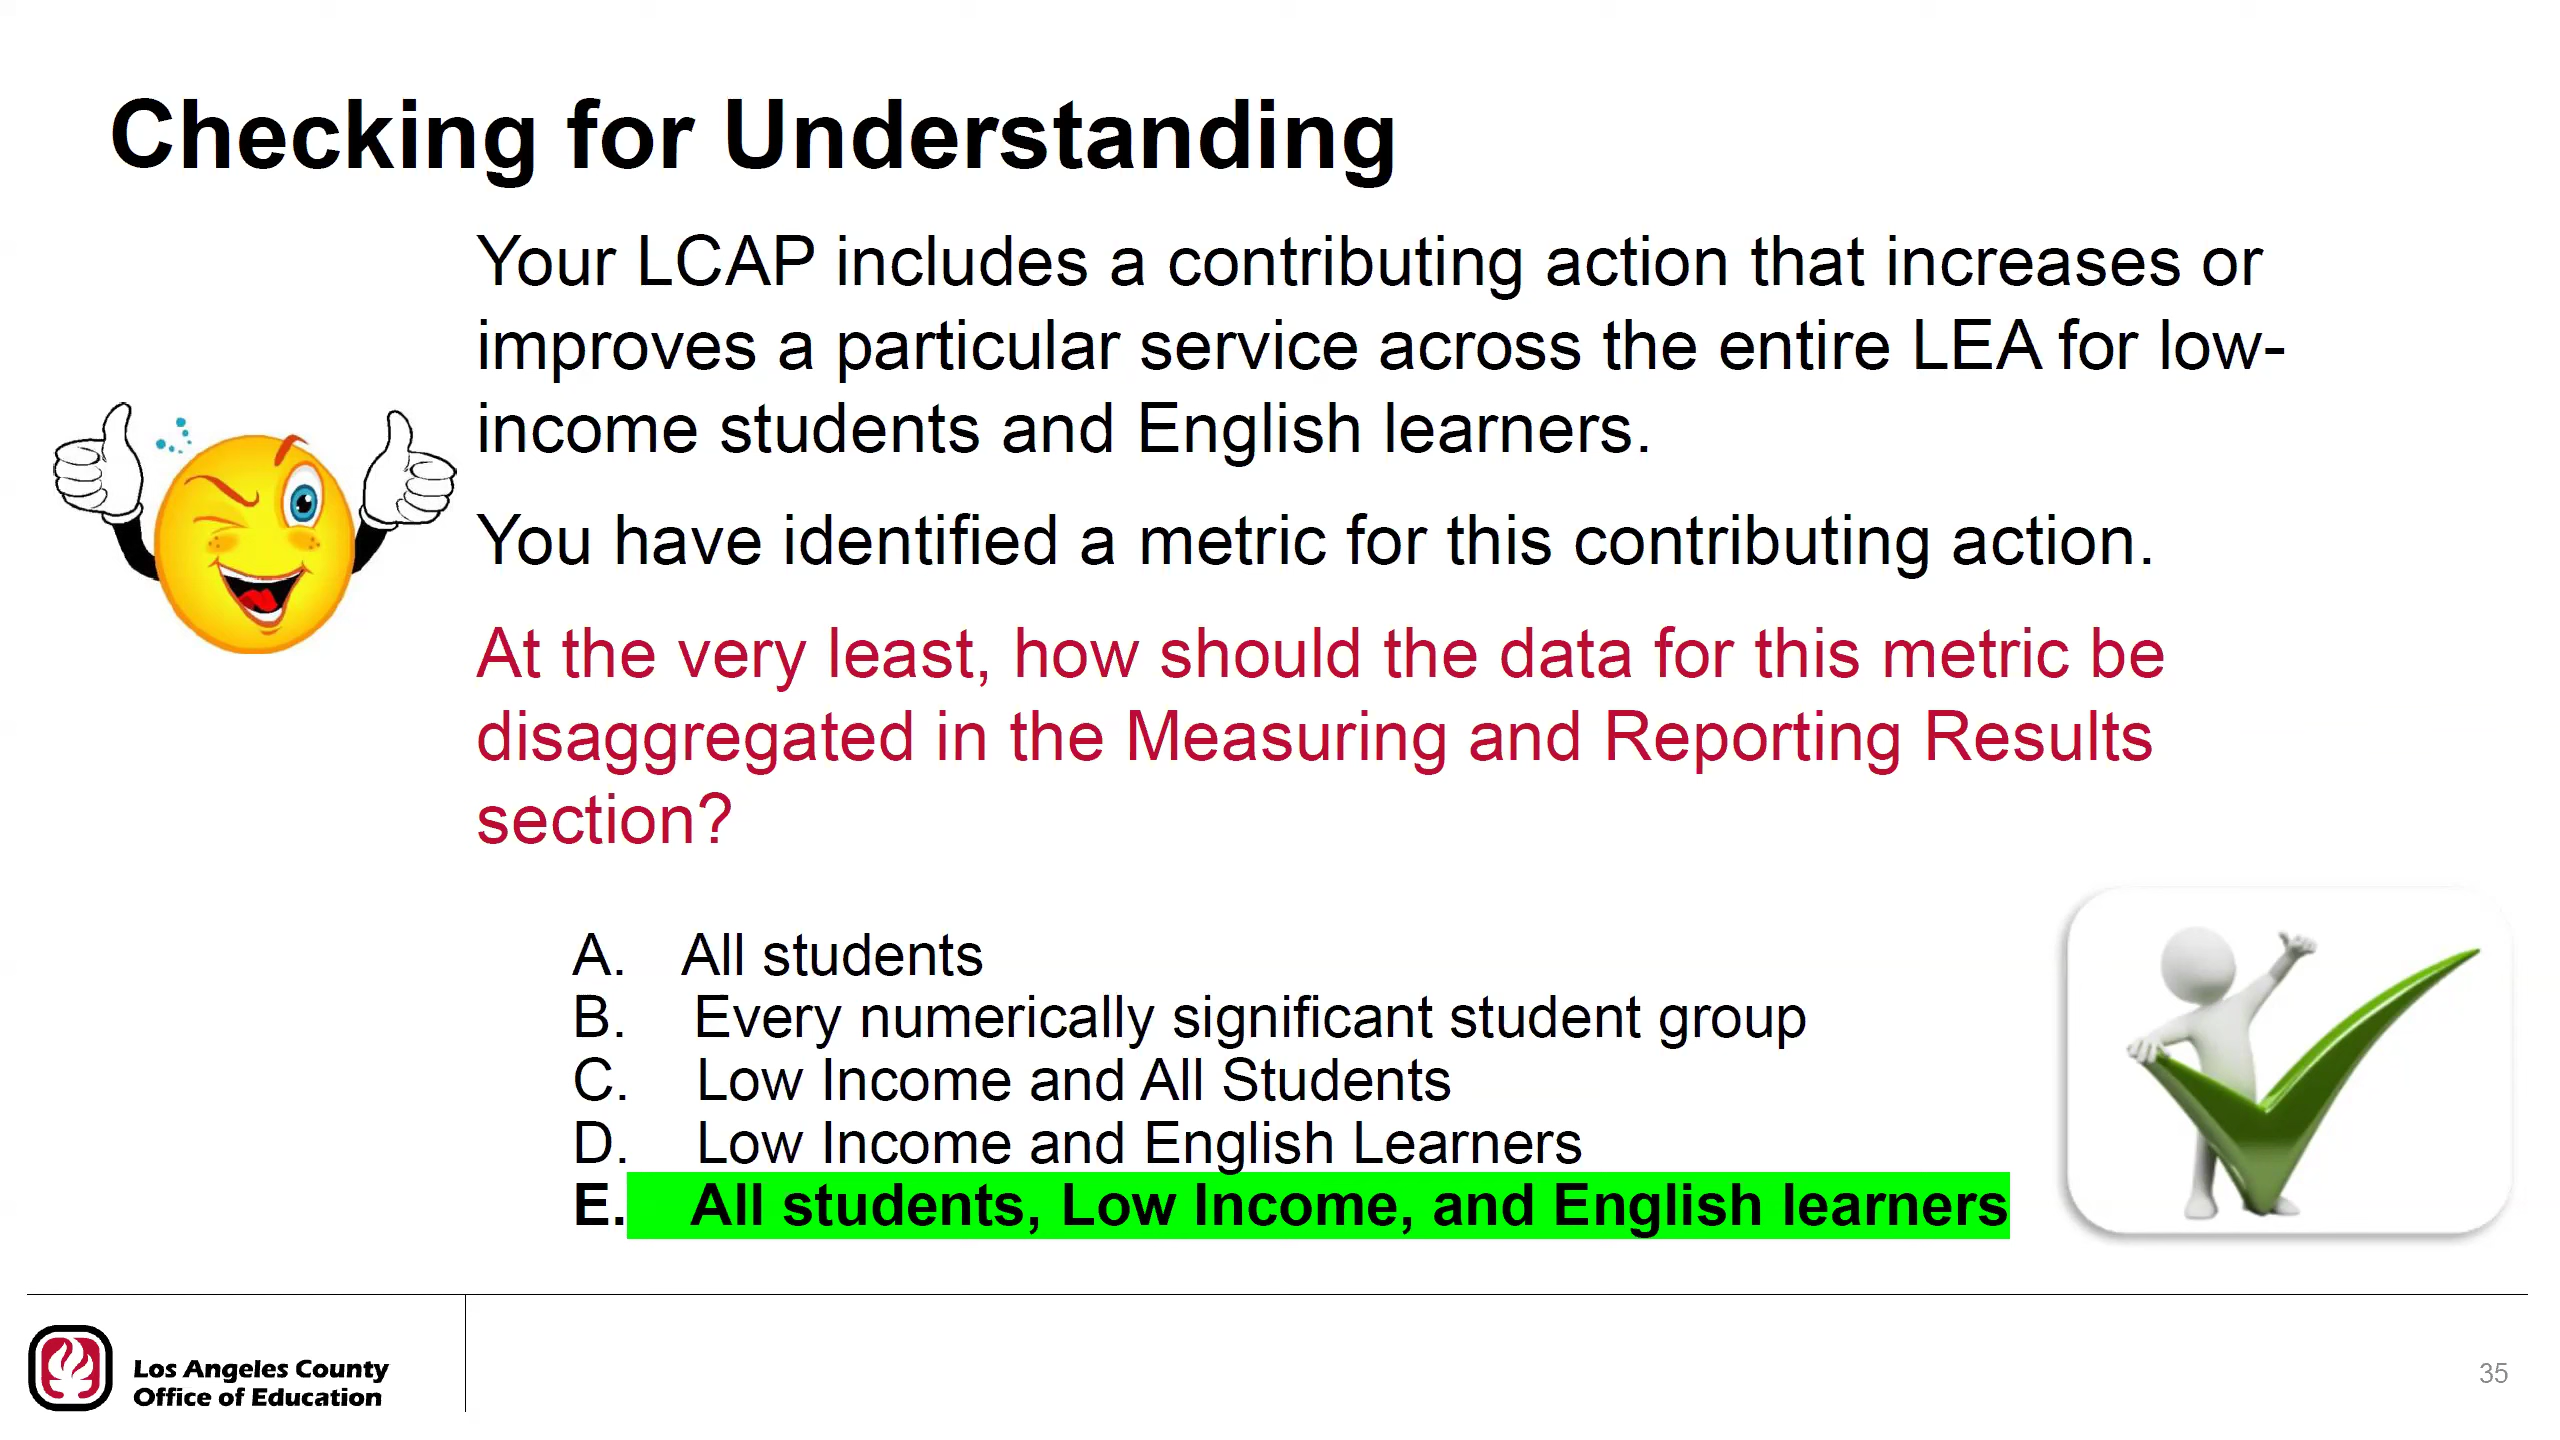 Checking for Understanding
Your LCAP includes a contributing action that increases or
improves a particular service across the entire LEA for low-
income students and English learners.
You have identified a metric for this contributing action.
At the very least, how should the data for this metric be
disaggregated in the Measuring and Reporting Results
section?
A. All students
B. Every numerically significant student group
C. Low Income and All Students
D. Low Income and English Learners
E. All students, Low Income, and English learners
Los Angeles County
Office of Education
35